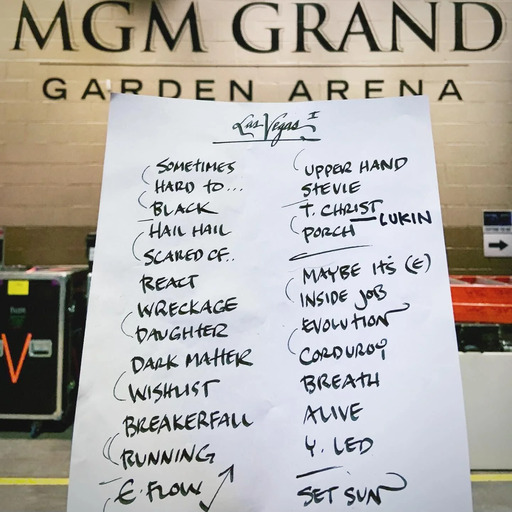 MGM GRAND
GARDEN ARENA
Las Vegas I
SOMETIMES
HARD TO...
BLACK
HAIL HAIL
SCARED OF..
REACT
WRECKAGE
DAUGHTER
DARK MATTER
WISHLIST
BREAKERFALL
RUNNING
E. FLOW
UPPER HAND
STEVIE
T. CHRIST
LUKIN
PORCH
MAYBE IT'S (E)
INSIDE JOB
EVOLUTION
CORDUROY
BREATH
ALIVE
Y. LED
SET SUN